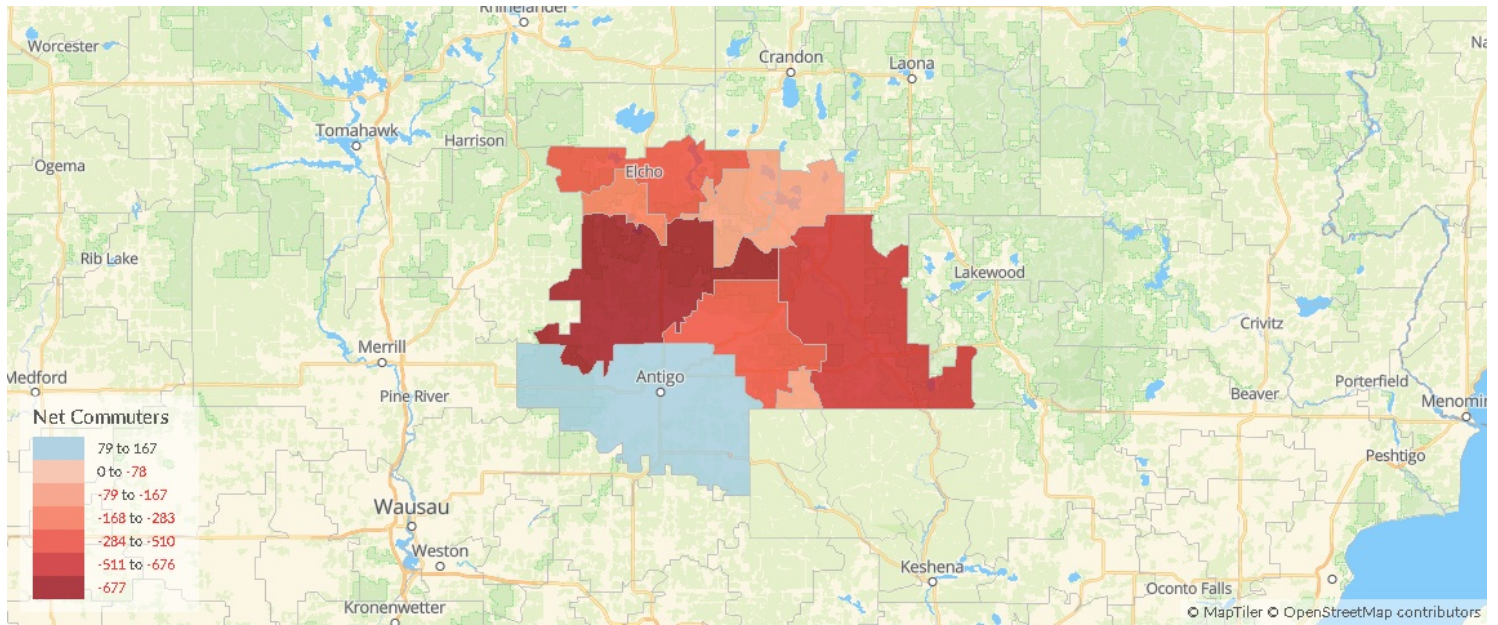 Rhinelander
Worcester
Crandon
Laona
Tomahawk
Harrison
Ogema
Elcho
Rib Lake
Lakewood
Crivitz
Merrill
Medford
Antigo
Pine River
Beaver
Porterfield
Menomin
Peshtigo
Net Commuters
79 to 167
0 to -78
-79 to -167
-168 to -283
-284 to -510
-511 to -676
-677
Wausau
Weston
Keshena
Oconto Falls
Kronenwetter
© MapTiler © OpenStreetMap contributors